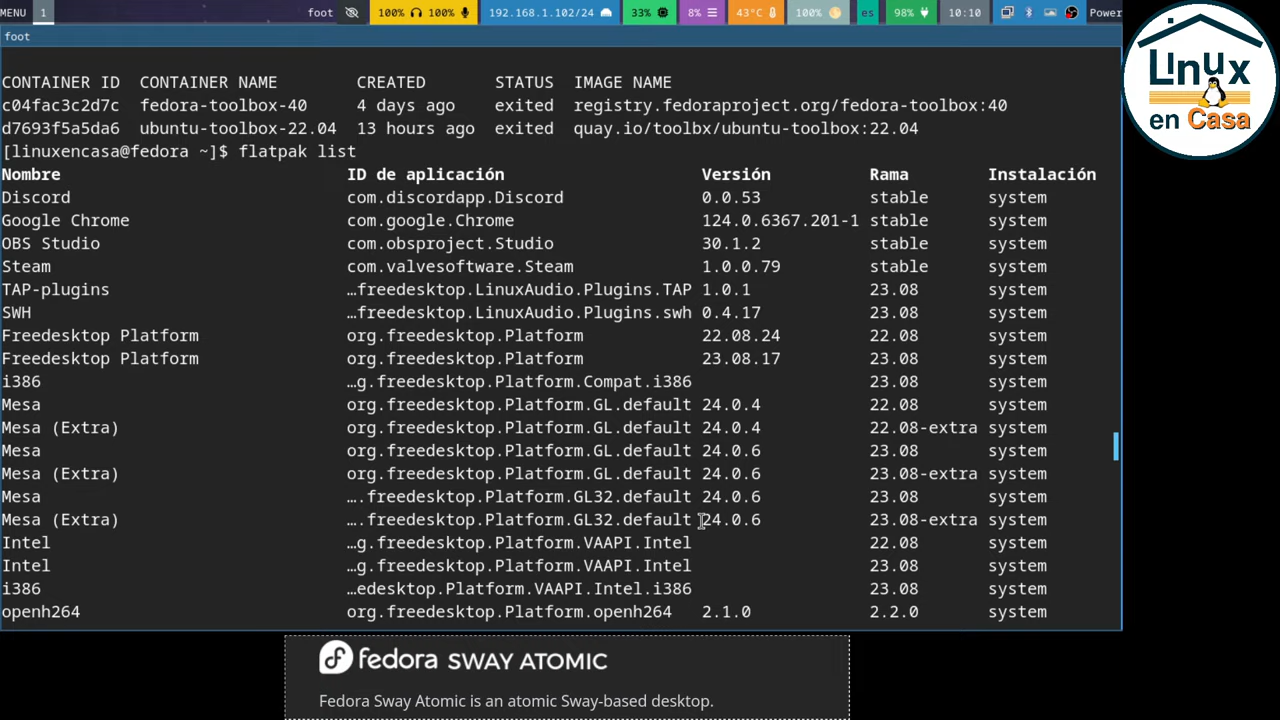 MENU 1 foot 100% 100% 192.168.1.102/24 33% 8% 43°C 100% es 98% 10:10 Power
foot
CONTAINER ID CONTAINER NAME CREATED STATUS IMAGE NAME
c04fac3c2d7c fedora-toolbox-40 4 days ago exited registry.fedoraproject.org/fedora-toolbox:40
d7693f5a5da6 ubuntu-toolbox-22.04 13 hours ago exited quay.io/toolbx/ubuntu-toolbox:22.04
[linuxencasa@fedora ~]$ flatpak list
Nombre ID de aplicación Versión Rama Instalación
Discord com.discordapp.Discord 0.0.53 stable system
Google Chrome com.google.Chrome 124.0.6367.201-1 stable system
OBS Studio com.obsproject.Studio 30.1.2 stable system
Steam com.valvesoftware.Steam 1.0.0.79 stable system
TAP-plugins …freedesktop.LinuxAudio.Plugins.TAP 1.0.1 23.08 system
SWH …freedesktop.LinuxAudio.Plugins.swh 0.4.17 23.08 system
Freedesktop Platform org.freedesktop.Platform 22.08.24 22.08 system
Freedesktop Platform org.freedesktop.Platform 23.08.17 23.08 system
i386 …g.freedesktop.Platform.Compat.i386 23.08 system
Mesa org.freedesktop.Platform.GL.default 24.0.4 22.08 system
Mesa (Extra) org.freedesktop.Platform.GL.default 24.0.4 22.08-extra system
Mesa org.freedesktop.Platform.GL.default 24.0.6 23.08 system
Mesa (Extra) org.freedesktop.Platform.GL.default 24.0.6 23.08-extra system
Mesa ….freedesktop.Platform.GL32.default 24.0.6 23.08 system
Mesa (Extra) ….freedesktop.Platform.GL32.default 24.0.6 23.08-extra system
Intel …g.freedesktop.Platform.VAAPI.Intel 22.08 system
Intel …g.freedesktop.Platform.VAAPI.Intel 23.08 system
i386 …edesktop.Platform.VAAPI.Intel.i386 23.08 system
openh264 org.freedesktop.Platform.openh264 2.1.0 2.2.0 system
Linux
en Casa
fedora SWAY ATOMIC
Fedora Sway Atomic is an atomic Sway-based desktop.